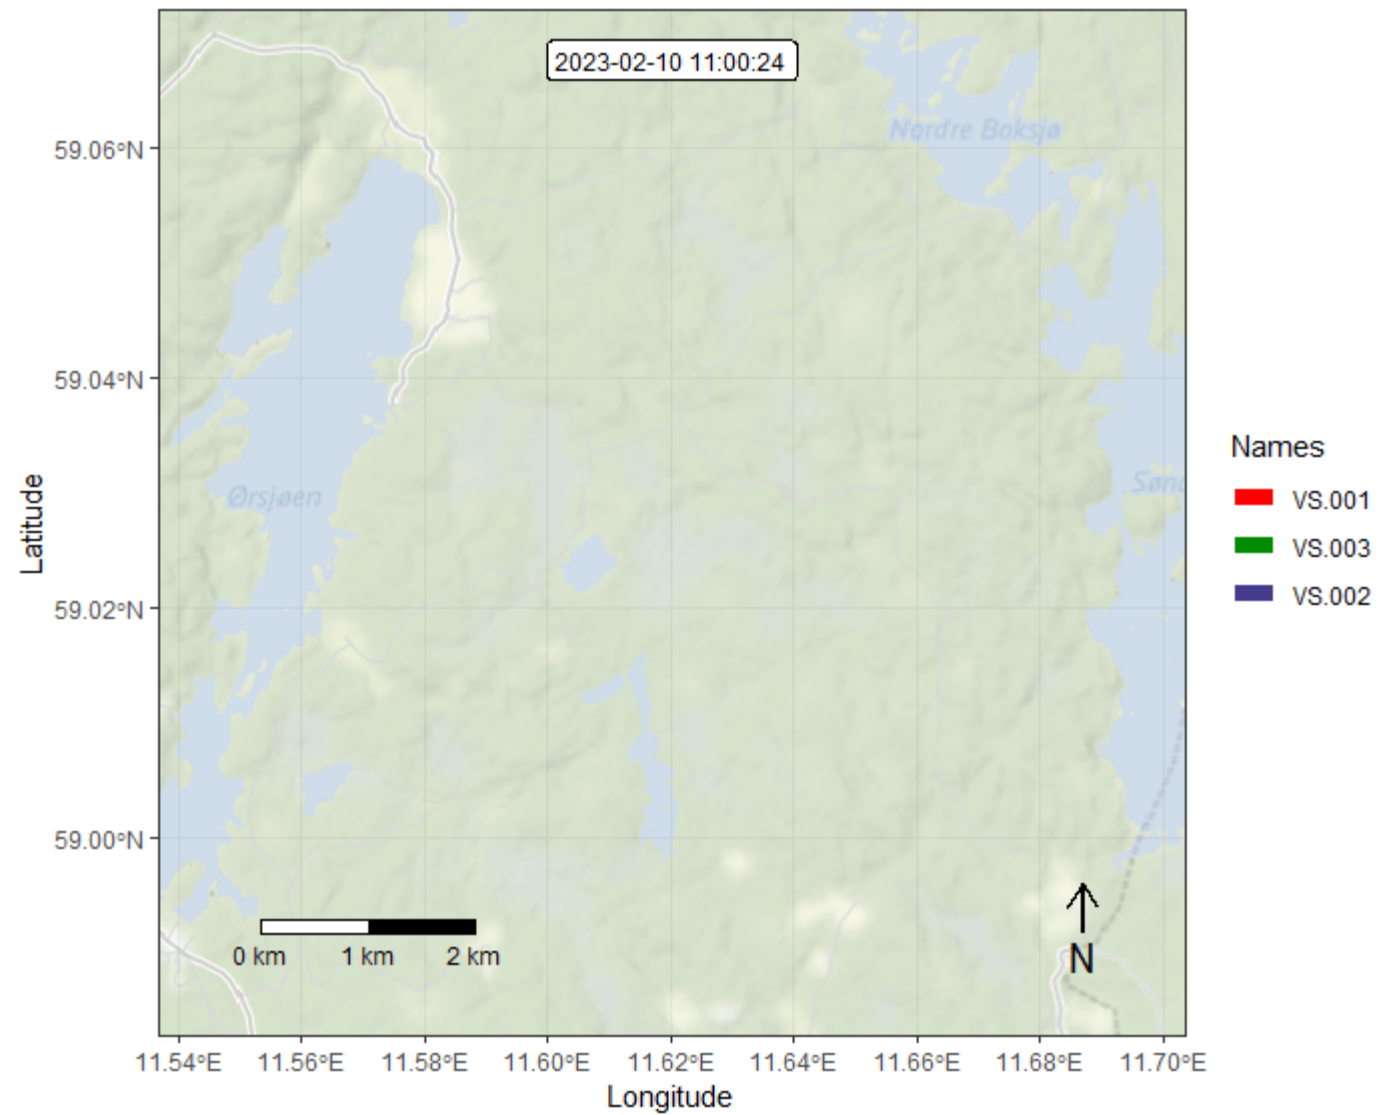 2023-02-10 11:00:24
Nordre Boksjø
59.06°N
59.04°N
Ørsjøen
Sønd
59.02°N
59.00°N
Latitude
0 km 1 km 2 km
N
11.54°E 11.56°E 11.58°E 11.60°E 11.62°E 11.64°E 11.66°E 11.68°E 11.70°E
Longitude
Names
VS.001
VS.003
VS.002